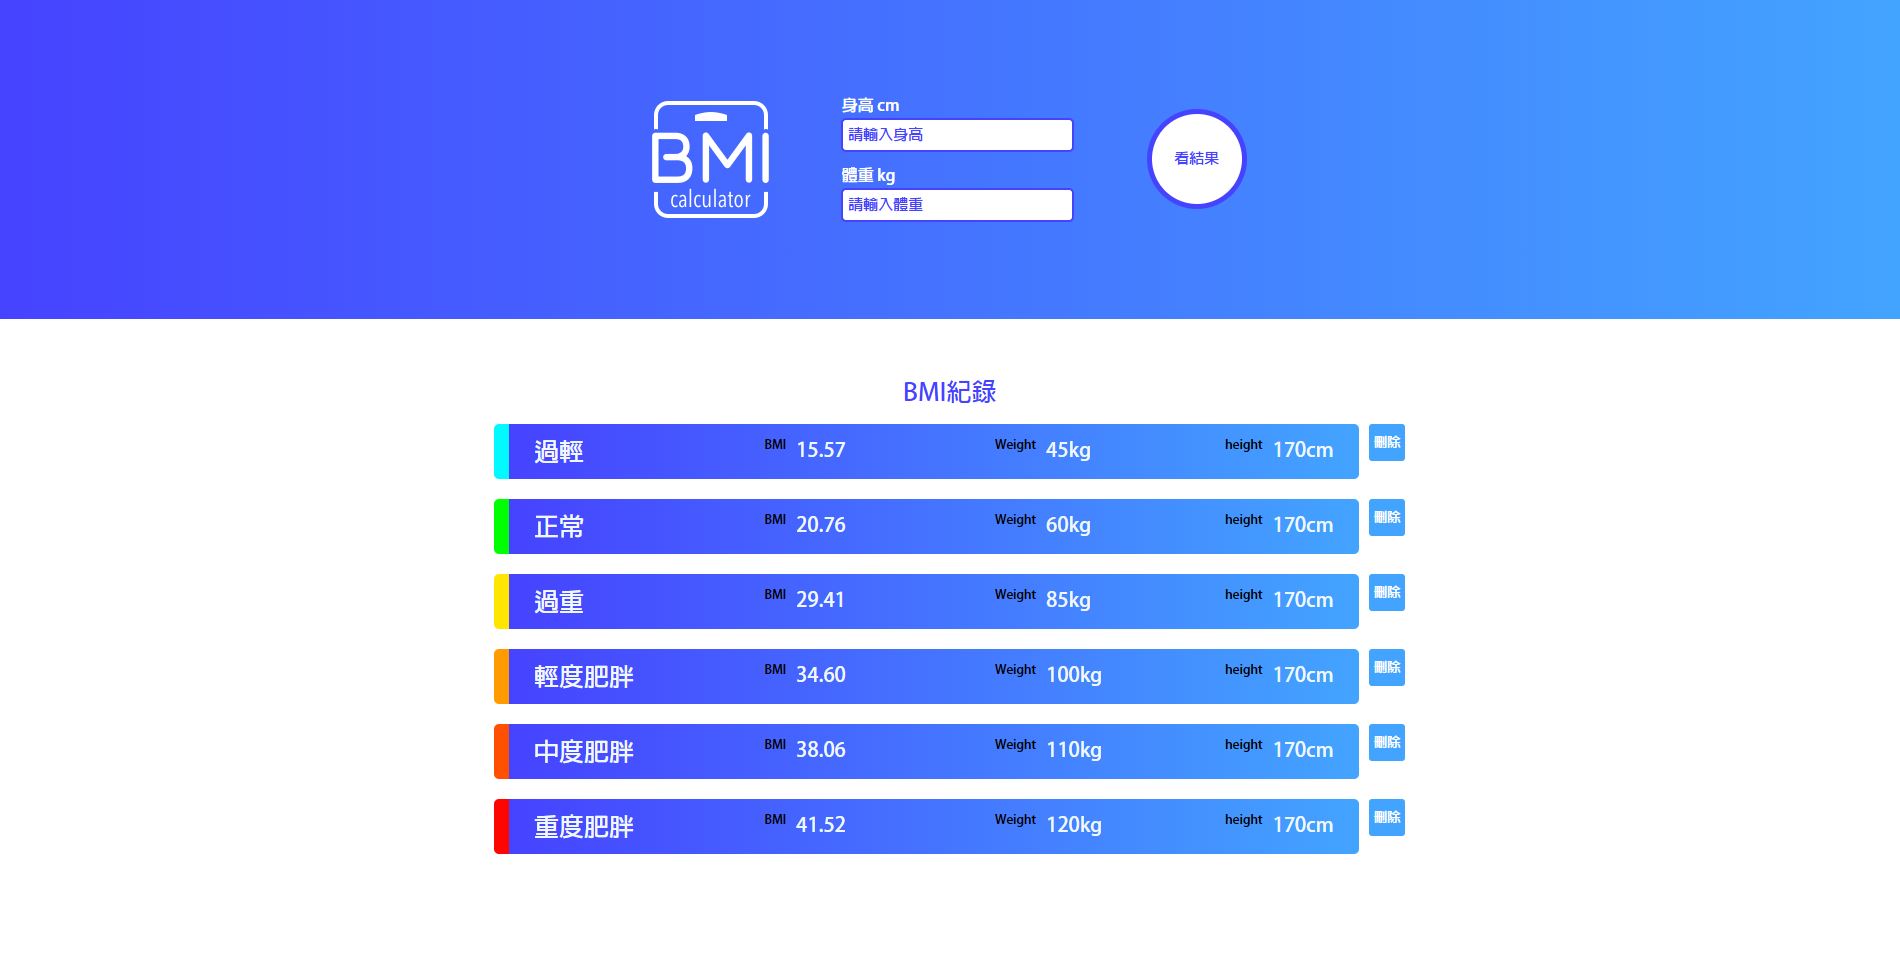 BMI
calculator
身高 cm
請輸入身高
體重 kg
請輸入體重
看結果
BMI紀錄
過輕 BMI 15.57 Weight 45kg height 170cm 刪除
正常 BMI 20.76 Weight 60kg height 170cm 刪除
過重 BMI 29.41 Weight 85kg height 170cm 刪除
輕度肥胖 BMI 34.60 Weight 100kg height 170cm 刪除
中度肥胖 BMI 38.06 Weight 110kg height 170cm 刪除
重度肥胖 BMI 41.52 Weight 120kg height 170cm 刪除